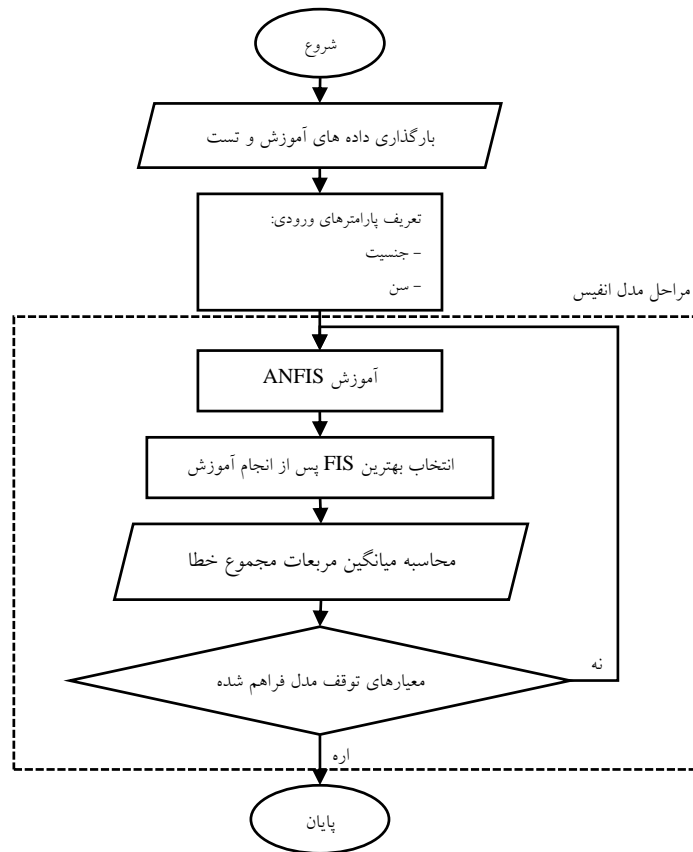 شروع
بارگذاری داده های آموزش و تست
تعریف پارامترهای ورودی:
- جنسیت
- سن
مراحل مدل انفیس
آموزش ANFIS
انتخاب بهترین FIS پس از انجام آموزش
محاسبه میانگین مربعات مجموع خطا
معیارهای توقف مدل فراهم شده
نه
اره
پایان